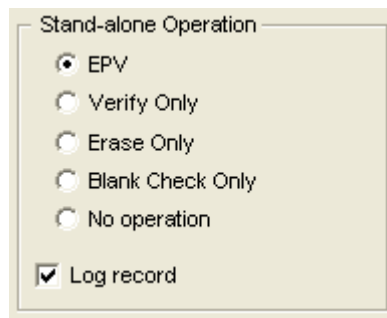 Stand-alone Operation
EPV
Verify Only
Erase Only
Blank Check Only
No operation
Log record